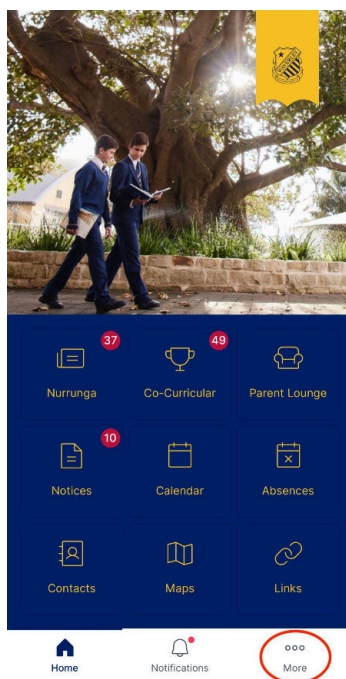 37
49
Nurrunga
Co-Curricular
Parent Lounge
10
Notices
Calendar
Absences
Contacts
Maps
Links
Home
Notifications
More